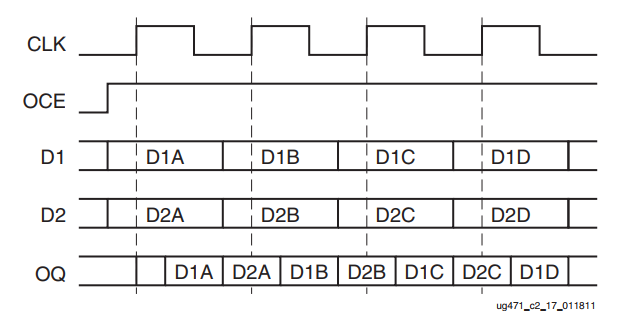 CLK
OCE
D1 D1A D1B D1C D1D
D2 D2A D2B D2C D2D
OQ D1A D2A D1B D2B D1C D2C D1D
ug471_c2_17_011811